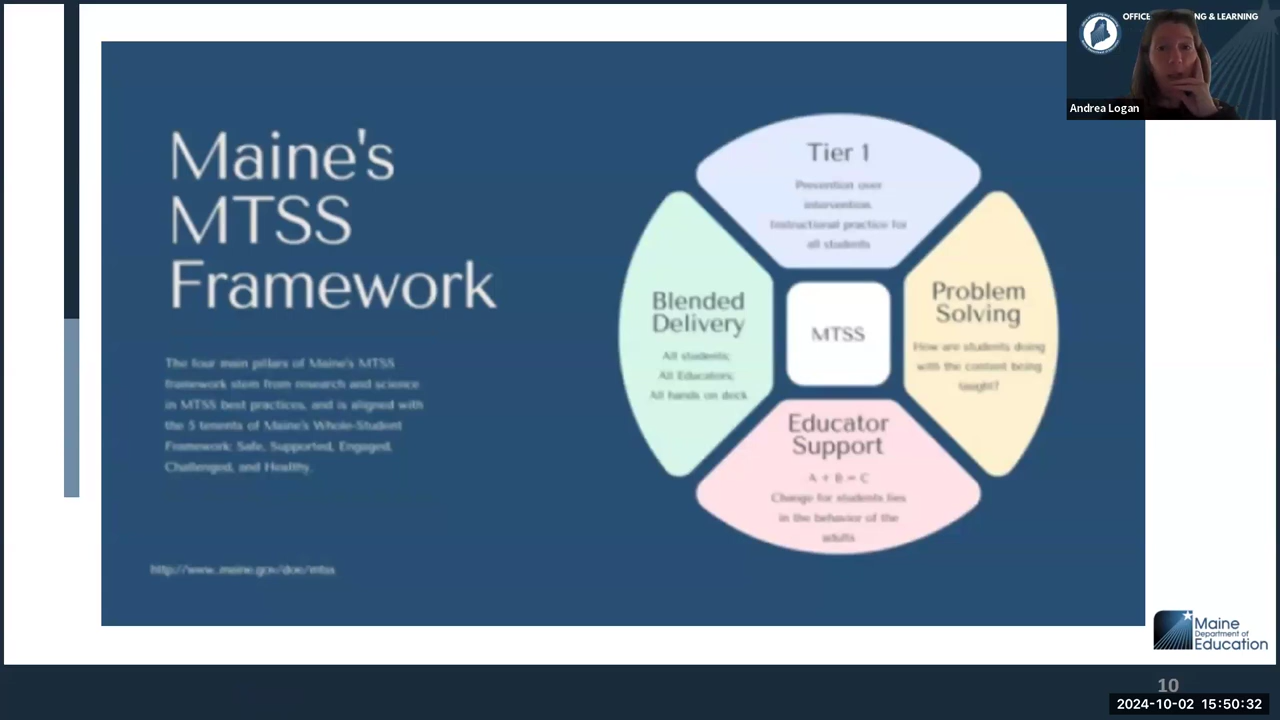 Maine's
MTSS
Framework
The four main pillars of Maine's MTSS
framework stem from research and science
in MTSS best practices, and is aligned with
the 5 tenents of Maine's Whole-Student
Framework: Safe, Supported, Engaged,
Challenged, and Healthy.
http://www.maine.gov/doe/mtss
Tier 1
Prevention over
intervention.
Instructional practice for
all students
Blended
Delivery
All students;
All Educators;
All hands on deck
MTSS
Problem
Solving
How are students doing
with the content being
taught?
Educator
Support
A + B = C
Change for students lies
in the behavior of the
adults
OFFICE NG & LEARNING
Andrea Logan
Maine
Department of
Education
10
2024-10-02 15:50:32